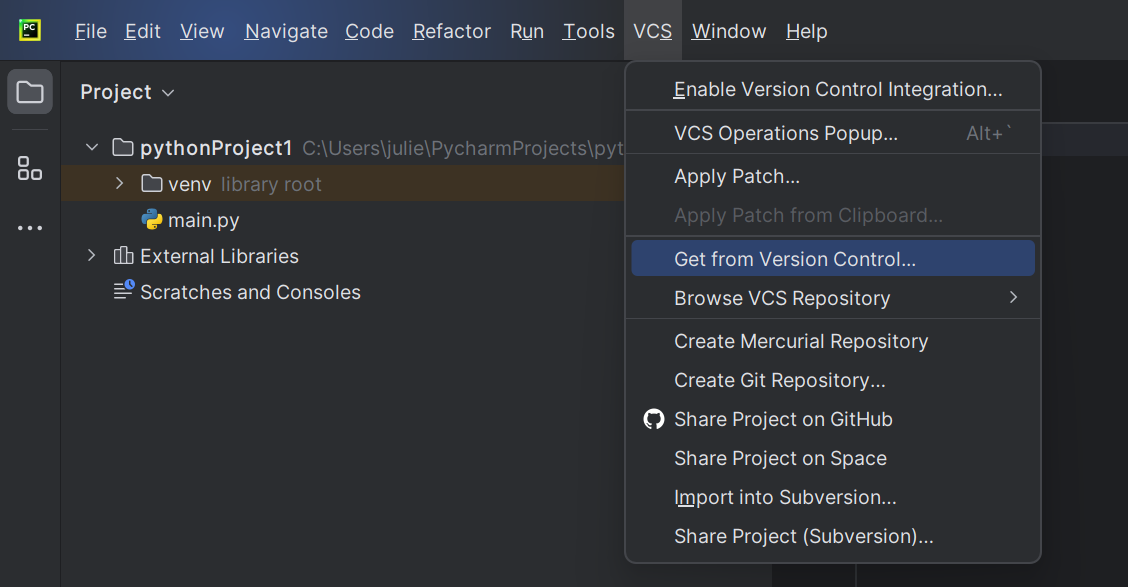 PC
File Edit View Navigate Code Refactor Run Tools VCS Window Help
Project
pythonProject1 C:\Users\julie\PycharmProjects\pyt
venv library root
main.py
External Libraries
Scratches and Consoles
Enable Version Control Integration...
VCS Operations Popup... Alt+`
Apply Patch...
Apply Patch from Clipboard...
Get from Version Control...
Browse VCS Repository
Create Mercurial Repository
Create Git Repository...
Share Project on GitHub
Share Project on Space
Import into Subversion...
Share Project (Subversion)...